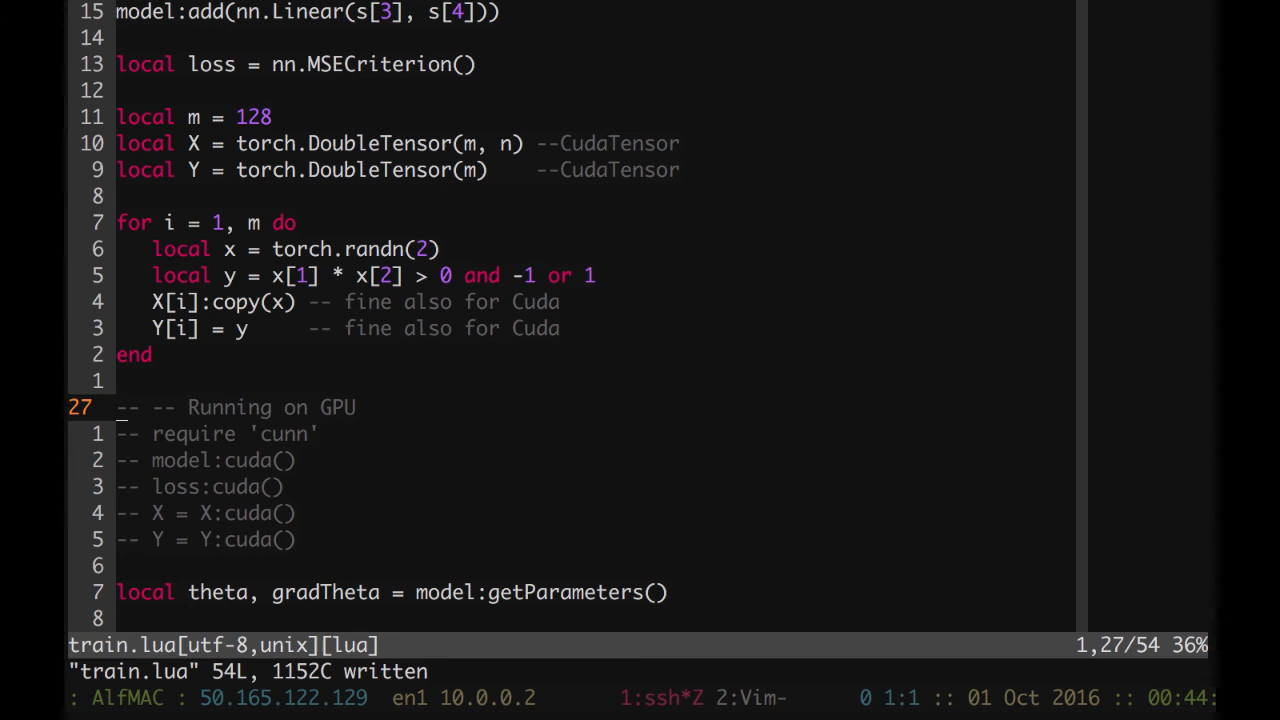 15 model:add(nn.Linear(s[3], s[4]))
14
13 local loss = nn.MSECriterion()
12
11 local m = 128
10 local X = torch.DoubleTensor(m, n) --CudaTensor
9 local Y = torch.DoubleTensor(m)    --CudaTensor
8
7 for i = 1, m do
6    local x = torch.randn(2)
5    local y = x[1] * x[2] > 0 and -1 or 1
4    X[i]:copy(x) -- fine also for Cuda
3    Y[i] = y     -- fine also for Cuda
2 end
1
27 -- -- Running on GPU
1 -- require 'cunn'
2 -- model:cuda()
3 -- loss:cuda()
4 -- X = X:cuda()
5 -- Y = Y:cuda()
6
7 local theta, gradTheta = model:getParameters()
8
train.lua[utf-8,unix][lua] 1,27/54 36%
"train.lua" 54L, 1152C written
: AlfMAC : 50.165.122.129 en1 10.0.0.2 1:ssh*Z 2:Vim- 0 1:1 :: 01 Oct 2016 :: 00:44: